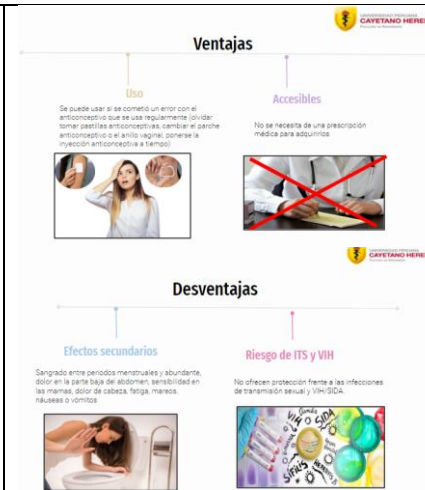 UNIVERSIDAD PERUANA
CAYETANO HERE
Ventajas
Uso
Se puede usar si se cometió un error con el
anticonceptivo que se usa regularmente (olvidar
tomar pastillas anticonceptivas, cambiar el parche
anticonceptivo o el anillo vaginal, ponerse la
inyección anticonceptiva a tiempo)
Accesibles
No se necesita de una prescripción
médica para adquirirlos.
UNIVERSIDAD PERUANA
CAYETANO HERE
Desventajas
Efectos secundarios
Sangrado entre periodos menstruales y abundante,
dolor en la parte baja del abdomen, sensibilidad en
las mamas, dolor de cabeza, fatiga, mareos,
náuseas o vómitos
Riesgo de ITS y VIH
No ofrecen protección frente a las infecciones
de transmisión sexual y VIH/SIDA.
VIH
SIDA
SÍFILIS